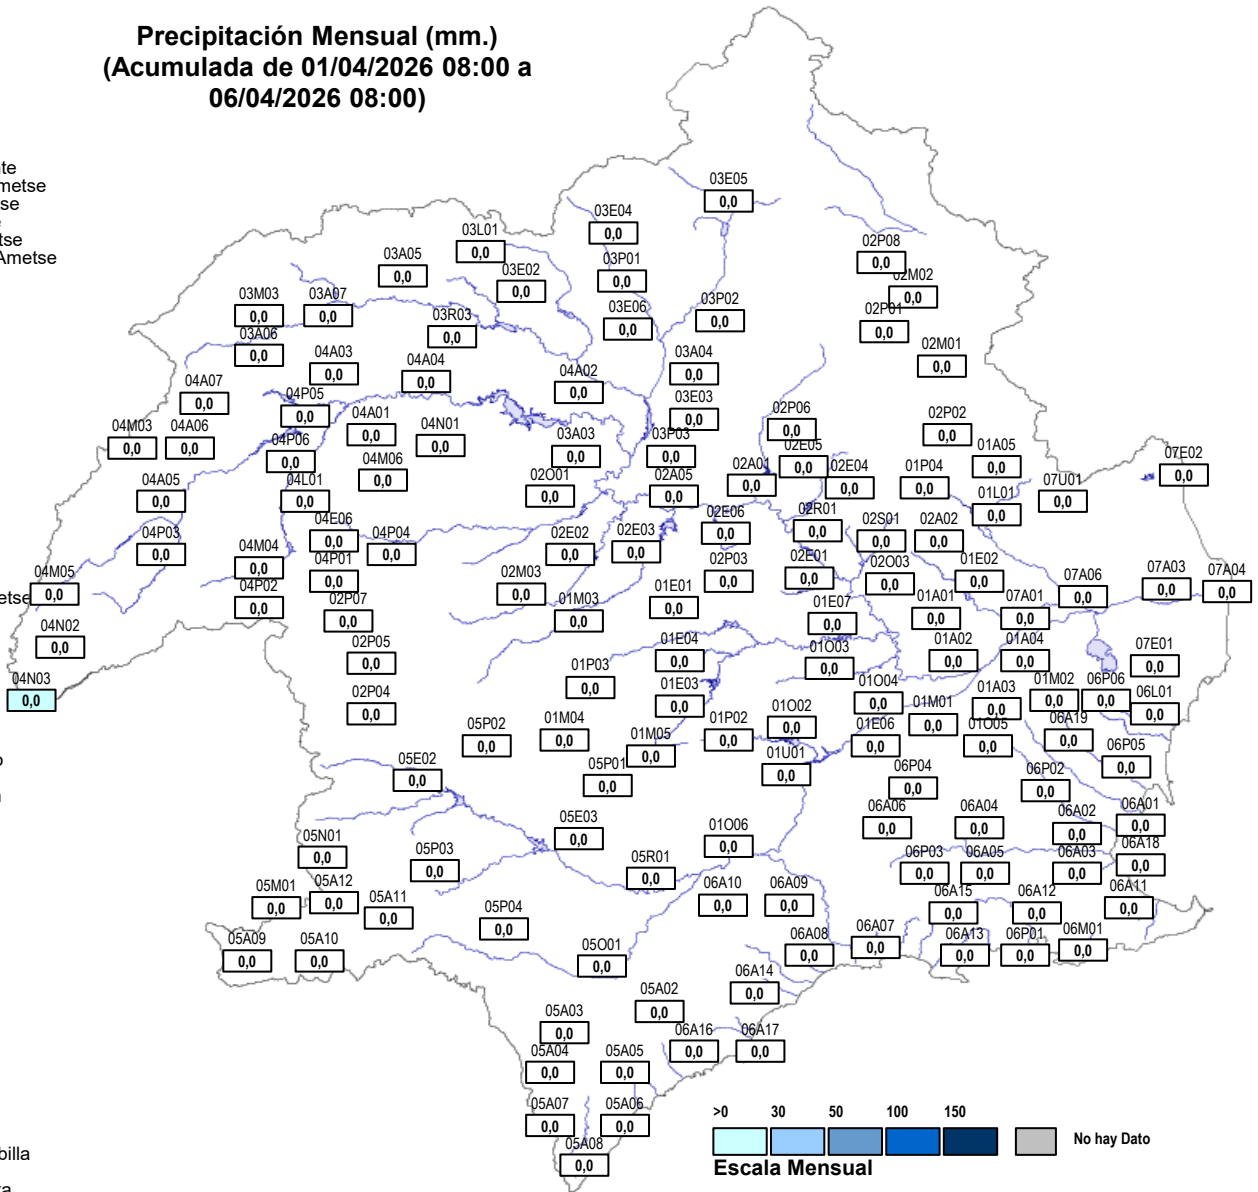 Precipitación Mensual (mm.)
(Acumulada de 01/04/2026 08:00 a
06/04/2026 08:00)
te
metse
se
tse
Ametse
etse
o
billa
ta
03E05
0,0
03E04
0,0
03L01
0,0
02P08
0,0
03A05
0,0
03E02
0,0
03P01
0,0
02M02
0,0
03M03
0,0
03A07
0,0
03R03
0,0
03E06
0,0
03P02
0,0
02P01
0,0
03A06
0,0
04A03
0,0
04A04
0,0
04A02
0,0
03A04
0,0
02M01
0,0
04A07
0,0
04P05
0,0
03E03
0,0
04M03
0,0
04A06
0,0
04A01
0,0
04N01
0,0
02P06
0,0
02P02
0,0
04P06
0,0
04M06
0,0
03A03
0,0
03P03
0,0
02E05
0,0
01A05
0,0
07E02
0,0
04A05
0,0
04L01
0,0
02O01
0,0
02A05
0,0
02A01
0,0
02E04
0,0
01P04
0,0
01L01
0,0
07U01
0,0
04P03
0,0
04E06
0,0
04P04
0,0
02E02
0,0
02E03
0,0
02E06
0,0
02R01
0,0
02S01
0,0
02A02
0,0
04M05
0,0
04M04
0,0
04P01
0,0
02M03
0,0
02P03
0,0
02E01
0,0
02O03
0,0
01E02
0,0
07A06
0,0
07A03
0,0
07A04
0,0
04P02
0,0
02P07
0,0
01M03
0,0
01E01
0,0
01E07
0,0
01A01
0,0
07A01
0,0
04N02
0,0
02P05
0,0
01E04
0,0
01O03
0,0
01A02
0,0
01A04
0,0
07E01
0,0
04N03
0,0
02P04
0,0
01P03
0,0
01E03
0,0
01O04
0,0
01A03
0,0
01M02
0,0
06P06
0,0
06L01
0,0
05P02
0,0
01M04
0,0
01M05
0,0
01P02
0,0
01O02
0,0
01E06
0,0
01M01
0,0
01O05
0,0
06A19
0,0
05E02
0,0
05P01
0,0
01U01
0,0
06P04
0,0
06P02
0,0
06P05
0,0
05N01
0,0
05E03
0,0
01O06
0,0
06A06
0,0
06A04
0,0
06A02
0,0
06A01
0,0
05P03
0,0
05R01
0,0
06P03
0,0
06A05
0,0
06A03
0,0
06A18
0,0
05M01
0,0
05A12
0,0
05A11
0,0
06A10
0,0
06A09
0,0
06A15
0,0
06A12
0,0
06A11
0,0
05A09
0,0
05A10
0,0
05P04
0,0
05O01
0,0
06A08
0,0
06A07
0,0
06A13
0,0
06P01
0,0
06M01
0,0
05A03
0,0
05A02
0,0
06A14
0,0
05A04
0,0
05A05
0,0
06A16
0,0
06A17
0,0
05A07
0,0
05A06
0,0
05A08
0,0
>0 30 50 100 150
No hay Dato
Escala Mensual